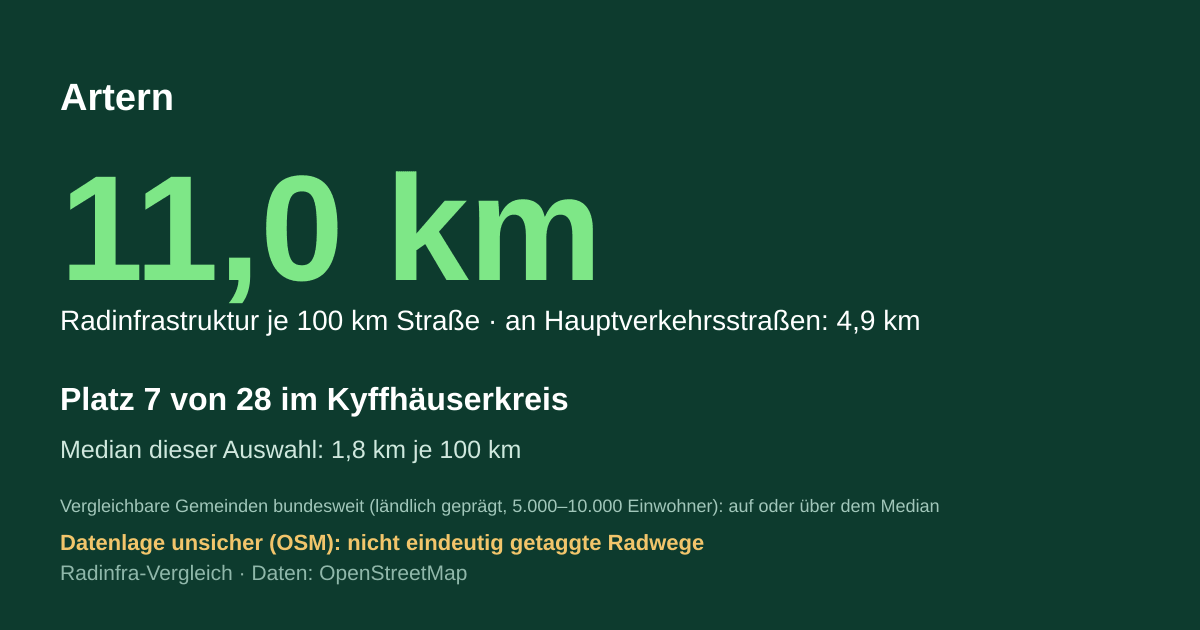 Artern
11,0 km
Radinfrastruktur je 100 km Straße · an Hauptverkehrsstraßen: 4,9 km
Platz 7 von 28 im Kyffhäuserkreis
Median dieser Auswahl: 1,8 km je 100 km
Vergleichbare Gemeinden bundesweit (ländlich geprägt, 5.000–10.000 Einwohner): auf oder über dem Median
Datenlage unsicher (OSM): nicht eindeutig getaggte Radwege
Radinfra-Vergleich · Daten: OpenStreetMap